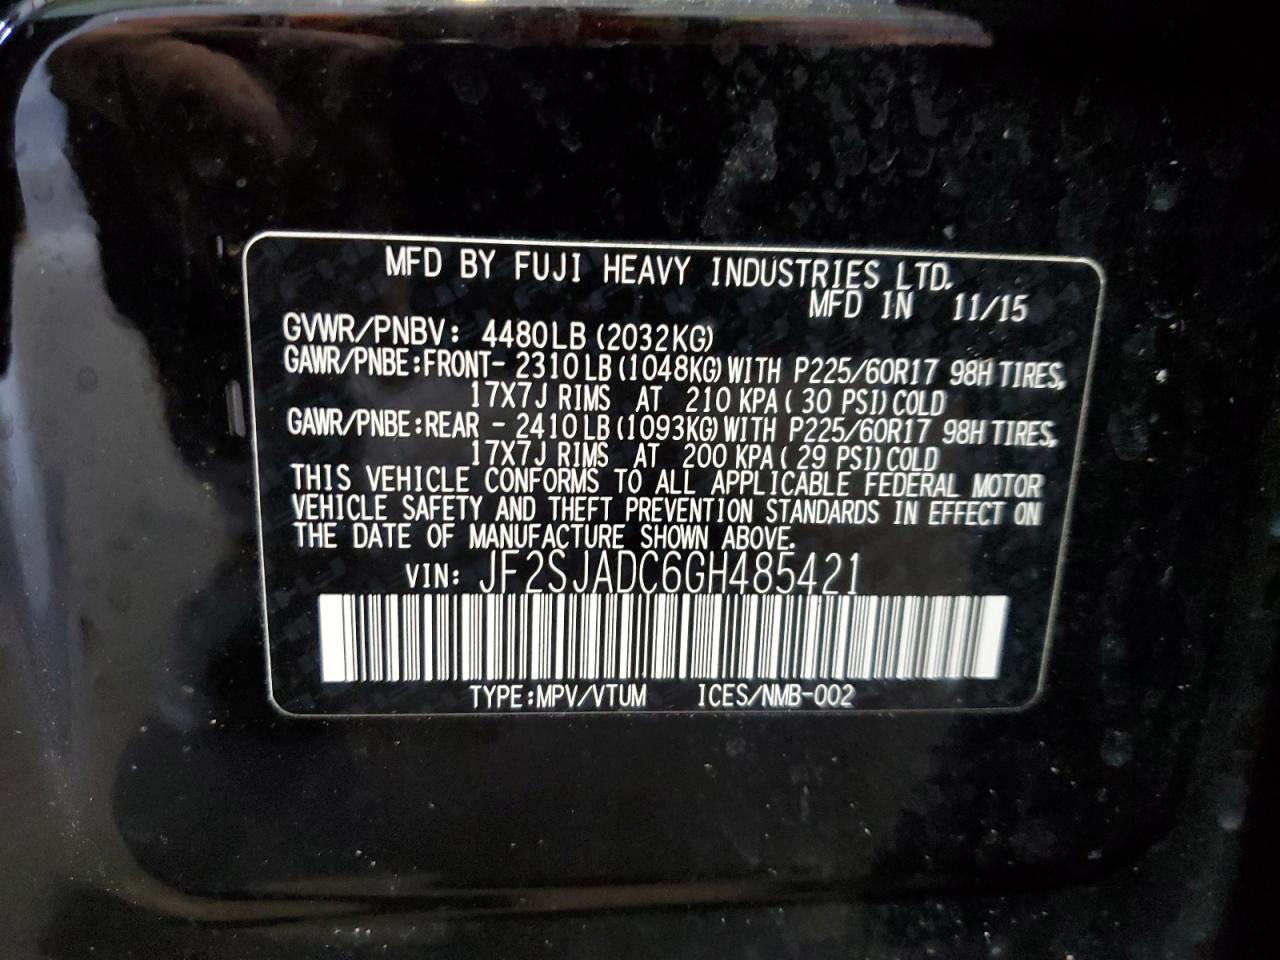 MFD BY FUJI HEAVY INDUSTRIES LTD.
MFD IN 11/15
GVWR/PNBV: 4480LB (2032KG)
GAWR/PNBE:FRONT- 2310LB(1048KG)WITH P225/60R17 98H TIRES,
17X7J RIMS AT 210 KPA( 30 PSI)COLD
GAWR/PNBE:REAR - 2410LB(1093KG)WITH P225/60R17 98H TIRES,
17X7J RIMS AT 200 KPA( 29 PSI)COLD
THIS VEHICLE CONFORMS TO ALL APPLICABLE FEDERAL MOTOR
VEHICLE SAFETY AND THEFT PREVENTION STANDARDS IN EFFECT ON
THE DATE OF MANUFACTURE SHOWN ABOVE.
VIN: JF2SJADC6GH485421
TYPE:MPV/VTUM ICES/NMB-002